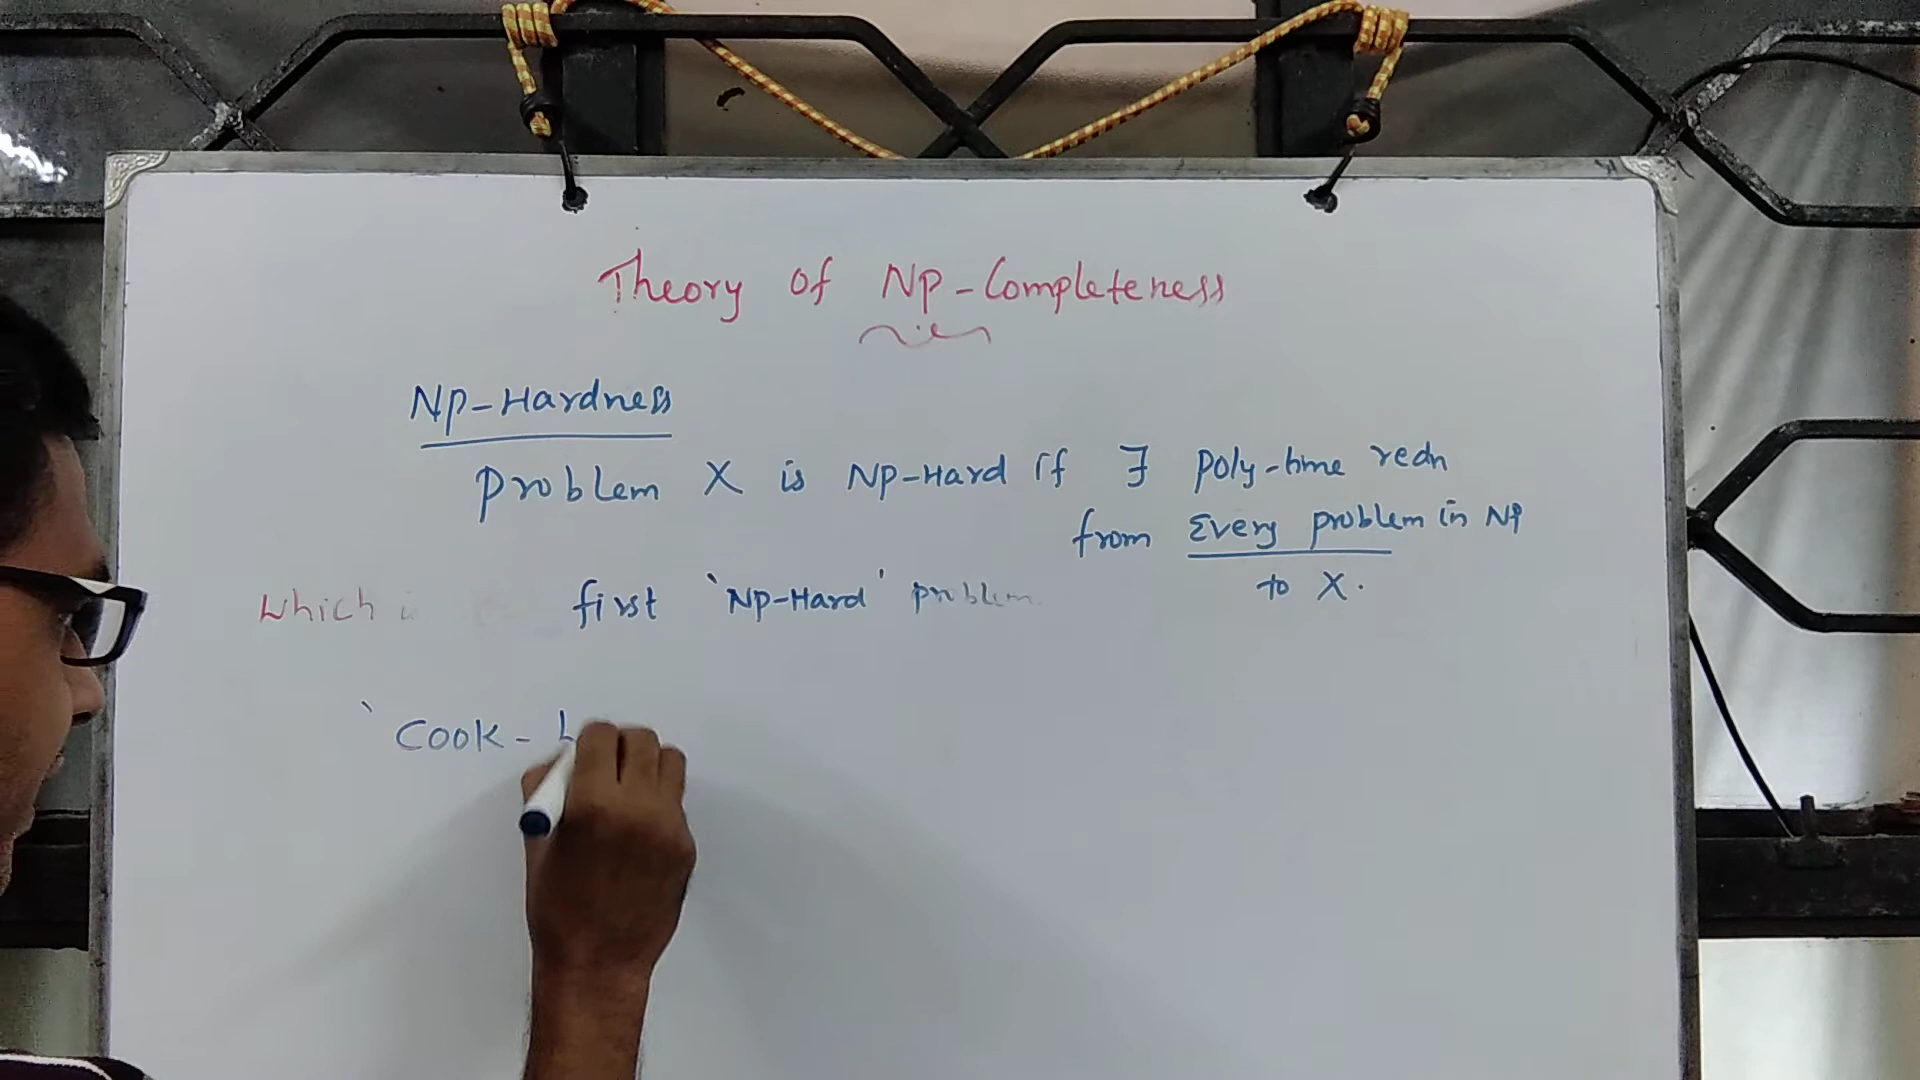 Theory Of NP-Completeness
NP-Hardness
Problem X is NP-Hard if ∃ poly-time redn
from Every problem in NP
to X.
Which first 'NP-Hard' problem
'Cook-